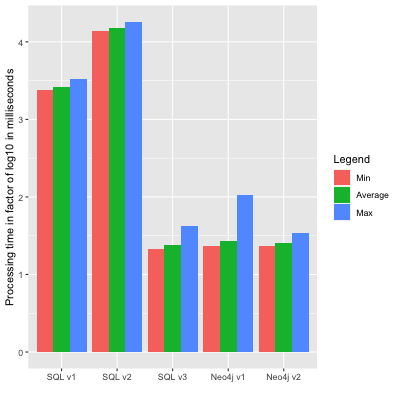 Processing time in factor of log10 in milliseconds
4
3
2
1
0
SQL v1 SQL v2 SQL v3 Neo4j v1 Neo4j v2
Legend
Min
Average
Max